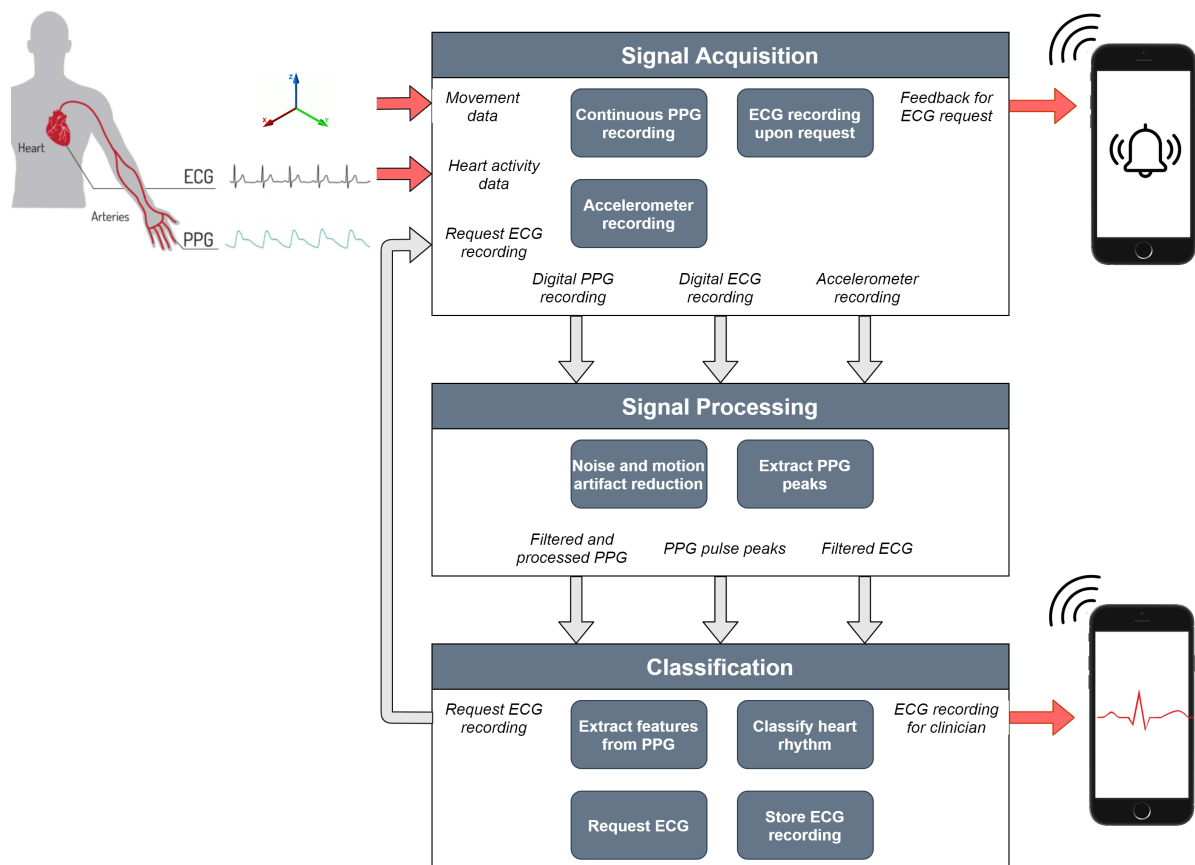 Heart
Arteries
ECG
PPG
Z
X
Y
Signal Acquisition
Movement
data
Heart activity
data
Request ECG
recording
Continuous PPG
recording
ECG recording
upon request
Accelerometer
recording
Feedback for
ECG request
Digital PPG
recording
Digital ECG
recording
Accelerometer
recording
Signal Processing
Noise and motion
artifact reduction
Extract PPG
peaks
Filtered and
processed PPG
PPG pulse peaks
Filtered ECG
Classification
Request ECG
recording
Extract features
from PPG
Classify heart
rhythm
ECG recording
for clinician
Request ECG
Store ECG
recording